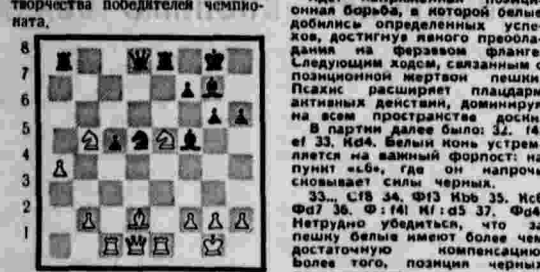 творчества победителей чемпио-
ната.
8
7
6
5
4
3
2
1
онная борьба, в которой белые
добились определенных успе-
хов, достигнув явного преобла-
дания на ферзевом фланге.
Следующим ходом, связанным с
позиционной жертвой пешки,
Псахис расширяет плацдарм
активных действий, доминируя
на всем пространстве доски.
В партии далее было: 32. f4
ef 33. Kd4. Белый конь устрем-
ляется на важный форпост: на
пункт «c6», где он напрочь
сковывает силы черных.
33... Cf8 34. Фf3 Kb6 35. Kc6
Фd7 36. Ф:f4! Kf:d5 37. Фd4
Нетрудно убедиться, что за
пешку белые имеют более чем
достаточную компенсацию.
Более того, позиция черных